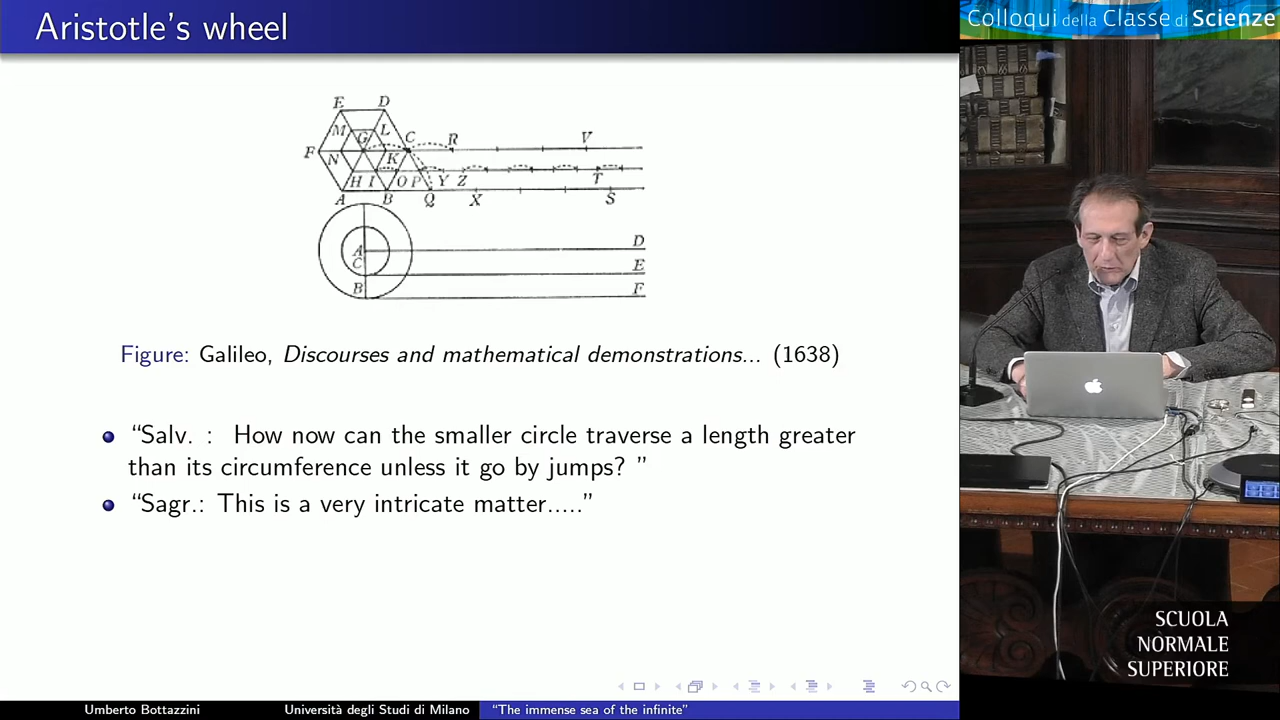 Aristotle's wheel
Colloqui della Classe di Scienze
E D
M G L C R V
F N K
H I O P Y Z T
A B Q X S
A D
C E
B F
Figure: Galileo, Discourses and mathematical demonstrations... (1638)
“Salv. : How now can the smaller circle traverse a length greater
than its circumference unless it go by jumps? ”
“Sagr.: This is a very intricate matter.....”
SCUOLA
NORMALE
SUPERIORE
Umberto Bottazzini Università degli Studi di Milano “The immense sea of the infinite”